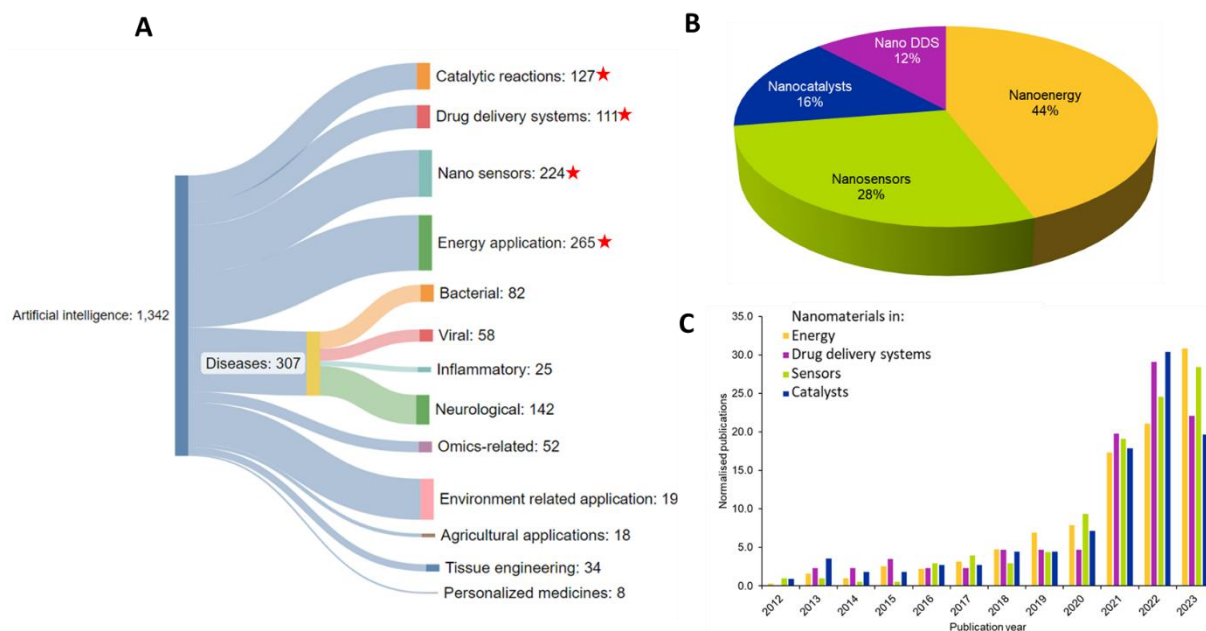 A
Artificial intelligence: 1,342
Catalytic reactions: 127
Drug delivery systems: 111
Nano sensors: 224
Energy application: 265
Diseases: 307
Bacterial: 82
Viral: 58
Inflammatory: 25
Neurological: 142
Omics-related: 52
Environment related application: 19
Agricultural applications: 18
Tissue engineering: 34
Personalized medicines: 8
B
Nano DDS
12%
Nanocatalysts
16%
Nanoenergy
44%
Nanosensors
28%
C
Nanomaterials in:
Energy
Drug delivery systems
Sensors
Catalysts
Normalised publications
35.0
30.0
25.0
20.0
15.0
10.0
5.0
0.0
2012
2013
2014
2015
2016
2017
2018
2019
2020
2021
2022
2023
Publication year